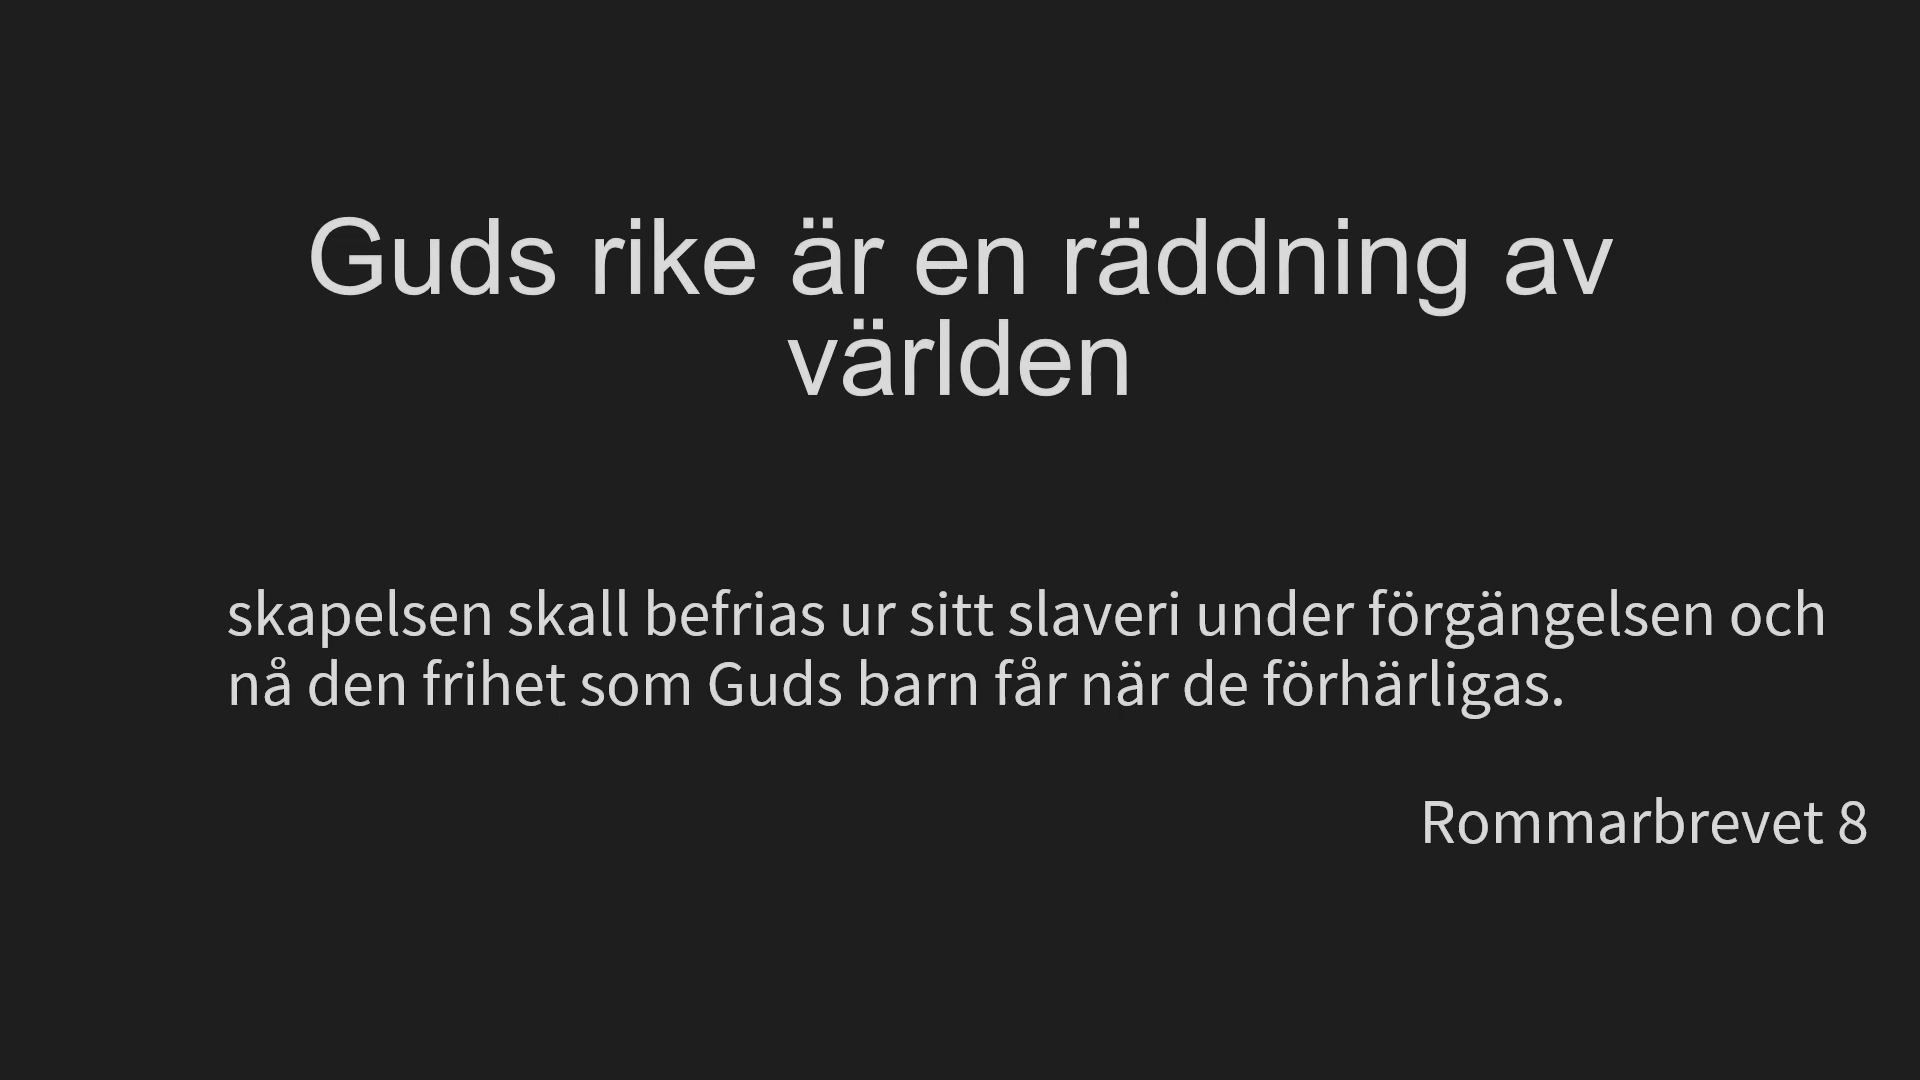 Guds rike är en räddning av
världen
skapelsen skall befrias ur sitt slaveri under förgängelsen och
nå den frihet som Guds barn får när de förhärligas.
Rommarbrevet 8